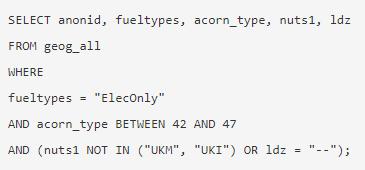 SELECT anonid, fueltypes, acorn_type, nuts1, ldz
FROM geog_all
WHERE
fueltypes = "ElecOnly"
AND acorn_type BETWEEN 42 AND 47
AND (nuts1 NOT IN ("UKM", "UKI") OR ldz = "--");